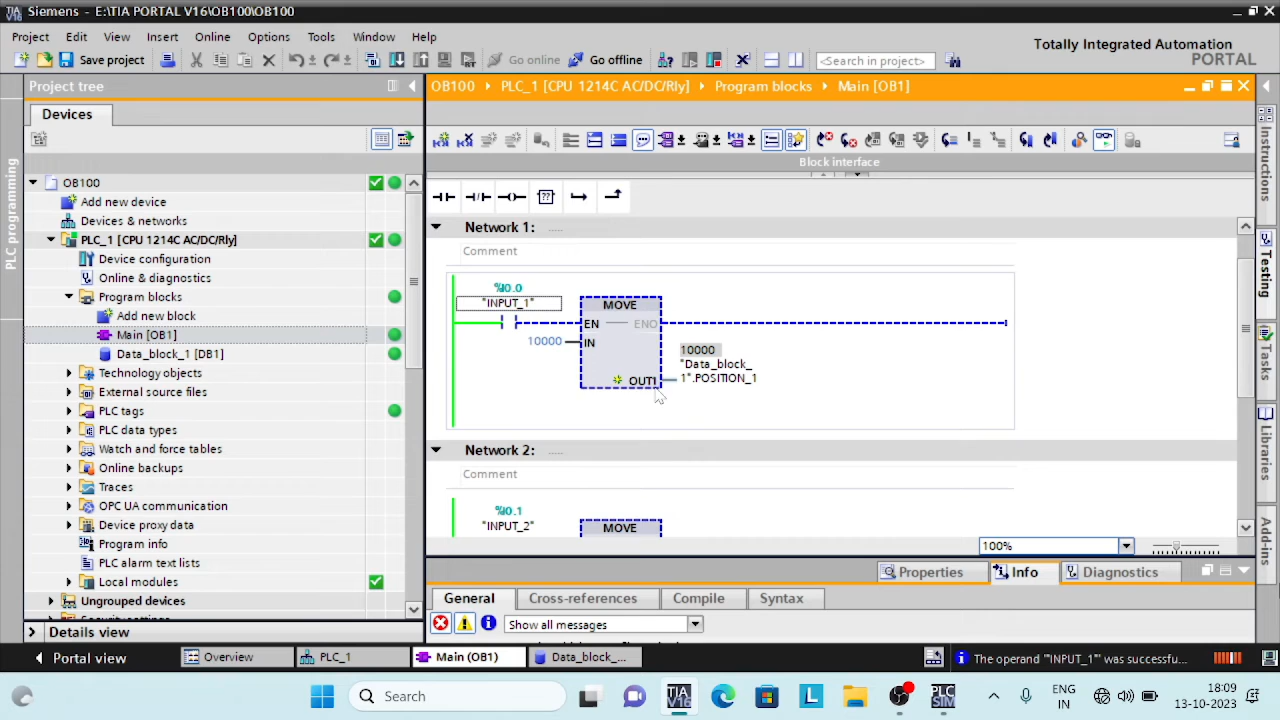 TIA V16 Siemens - E:\TIA PORTAL V16\OB100\OB100
Project Edit View Insert Online Options Tools Window Help
Totally Integrated Automation
PORTAL
Save project Go online Go offline <Search in project>
Project tree
OB100 PLC_1 [CPU 1214C AC/DC/Rly] Program blocks Main [OB1]
Devices
Block interface
PLC programming
OB100
Add new device
Devices & networks
PLC_1 [CPU 1214C AC/DC/Rly]
Device configuration
Online & diagnostics
Program blocks
Add new block
Main [OB1]
Data_block_1 [DB1]
Technology objects
External source files
PLC tags
PLC data types
Watch and force tables
Online backups
Traces
OPC UA communication
Device proxy data
Program info
PLC alarm text lists
Local modules
Ungrouped devices
Details view
??
Network 1: .....
Comment
%I0.0
"INPUT_1"
MOVE
EN ENO
10000 IN
OUT1
10000
"Data_block_
1".POSITION_1
Network 2: .....
Comment
%I0.1
"INPUT_2"
MOVE
100%
Instructions
Testing
Tasks
Libraries
Add-ins
Properties Info Diagnostics
General Cross-references Compile Syntax
Show all messages
Portal view Overview PLC_1 Main (OB1) Data_block_... The operand '"INPUT_1"' was successfu...
Search
TIA V16
L
PLC SIM
ENG
IN
18:09
13-10-2023